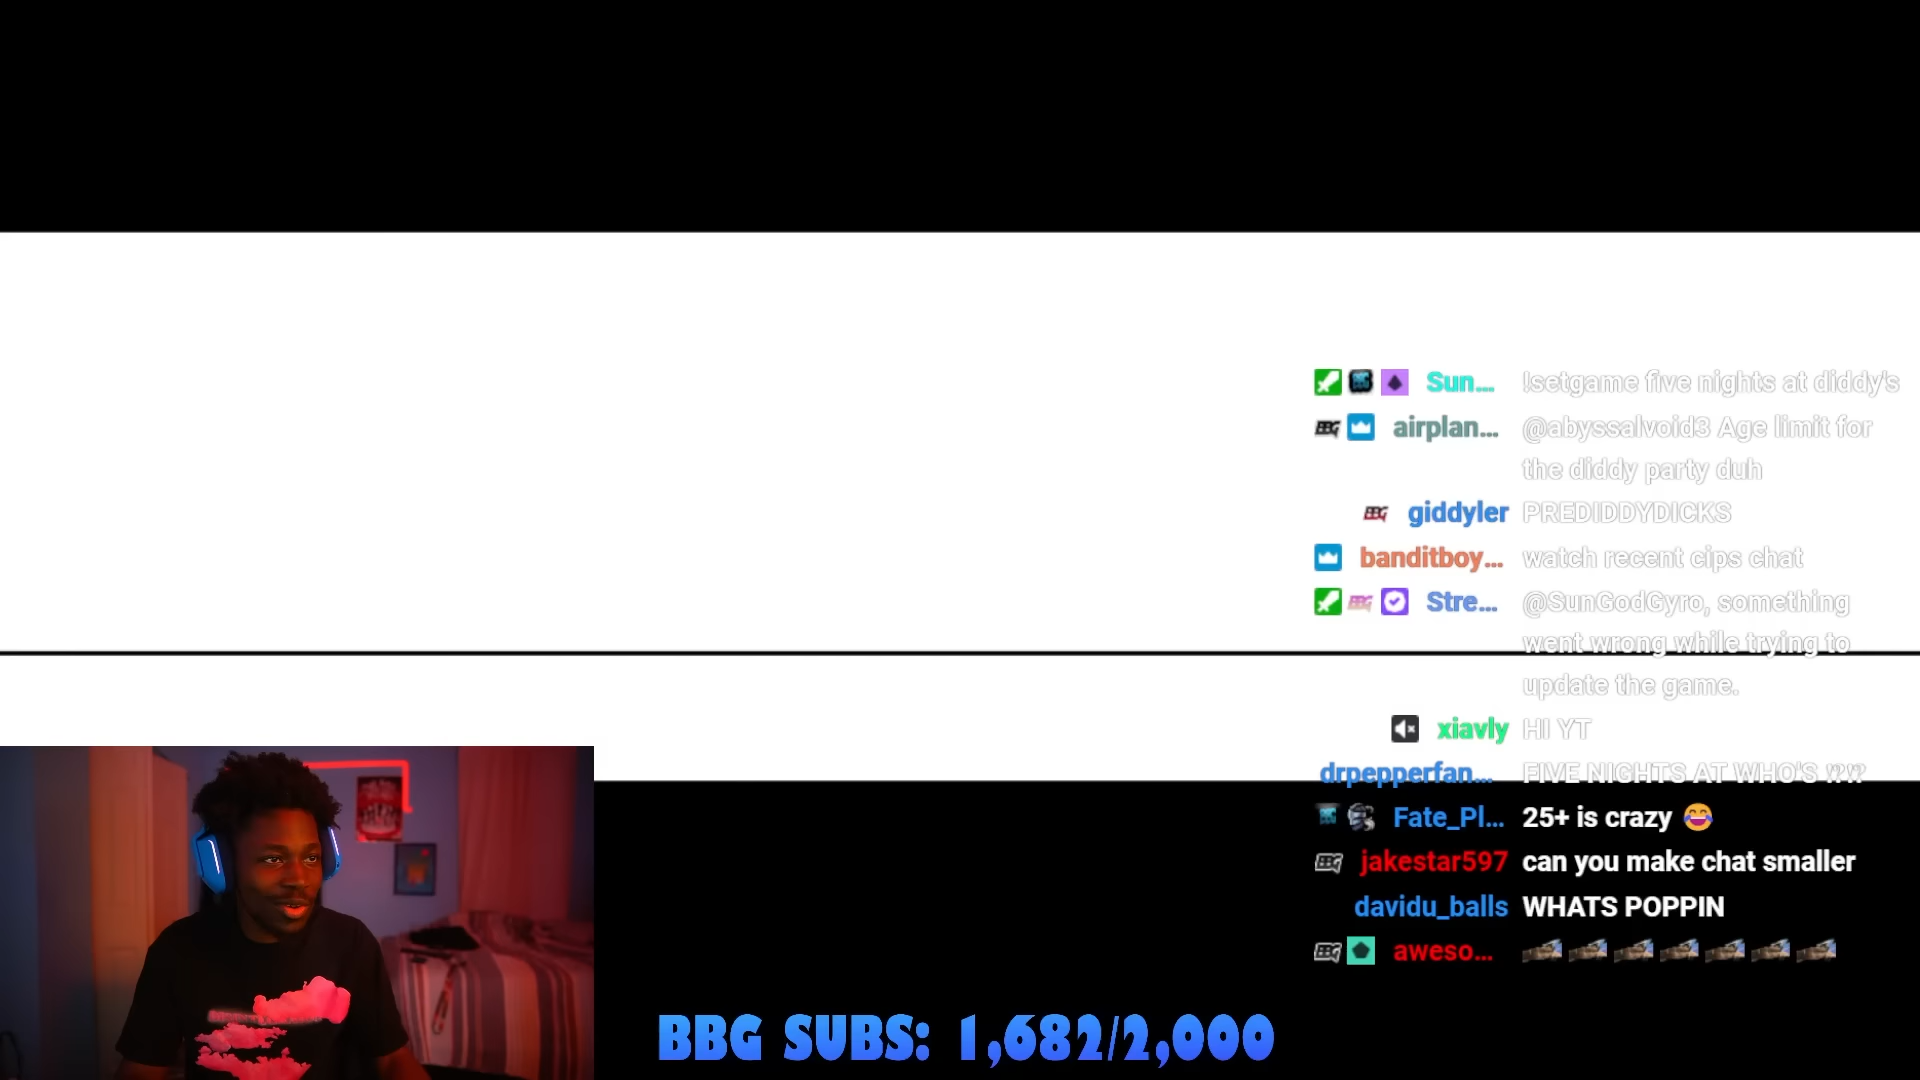 Sun... !setgame five nights at diddy's
airplan... @abyssalvoid3 Age limit for
the diddy party duh
BBG giddyler PREDIDDYDICKS
banditboy... watch recent cips chat
Stre... @SunGodGyro, something
went wrong while trying to
update the game.
xiavly HI YT
drpepperfan... FIVE NIGHTS AT WHO'S ?!?!?
Fate_Pl... 25+ is crazy 😂
BBG jakestar597 can you make chat smaller
davidu_balls WHATS POPPIN
BBG aweso...
BBG SUBS: 1,682/2,000